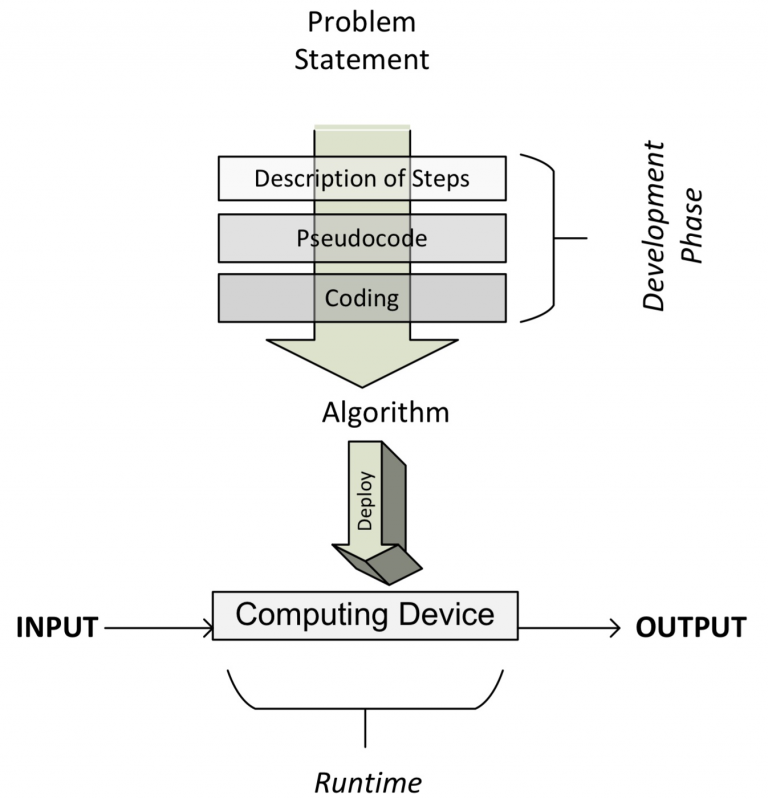 Problem
Statement
Description of Steps
Pseudocode
Coding
Development
Phase
Algorithm
Deploy
INPUT
Computing Device
OUTPUT
Runtime